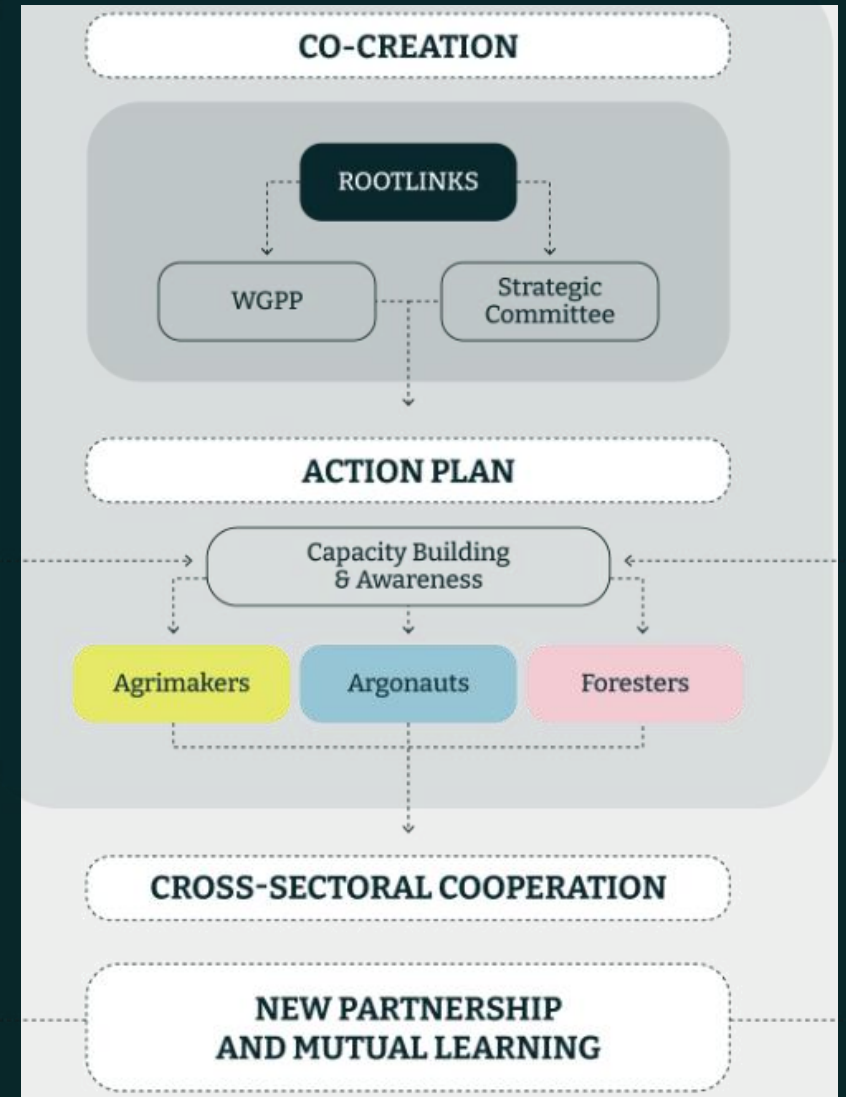 CO-CREATION
ROOTLINKS
WGPP
Strategic
Committee
ACTION PLAN
Capacity Building
& Awareness
Agrimakers
Argonauts
Foresters
CROSS-SECTORAL COOPERATION
NEW PARTNERSHIP
AND MUTUAL LEARNING